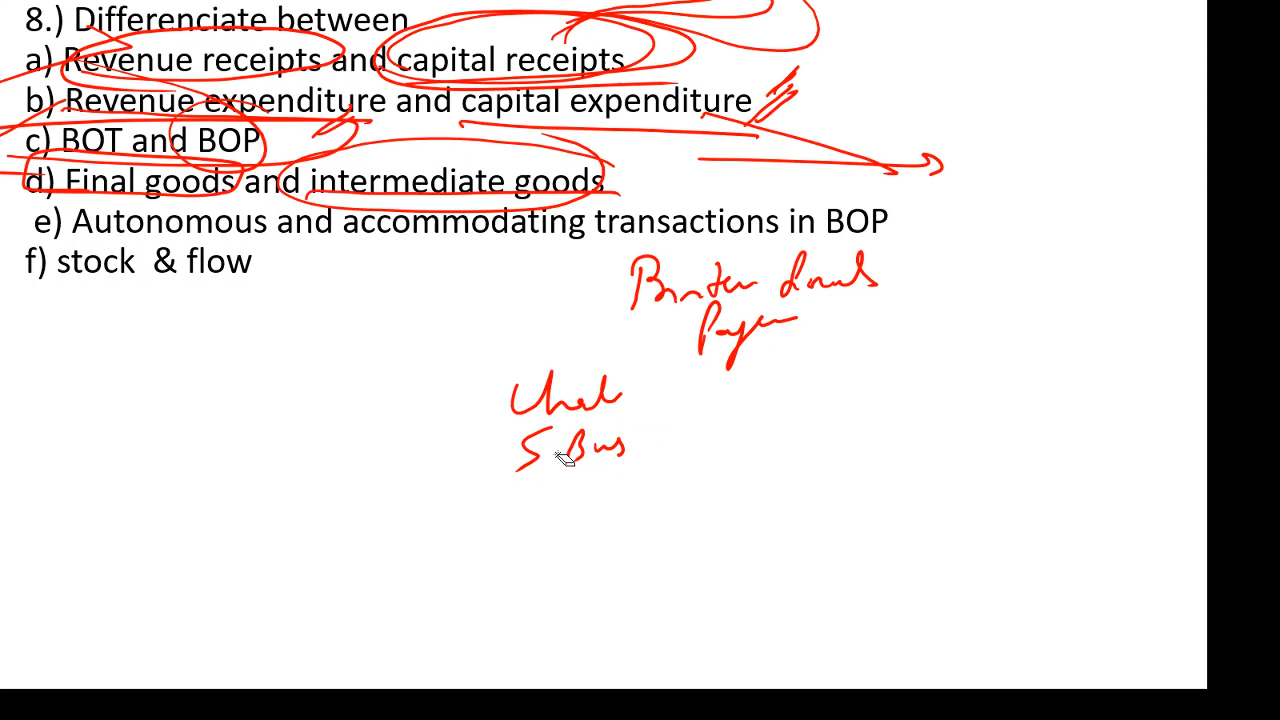 8.) Differenciate between
a) Revenue receipts and capital receipts
b) Revenue expenditure and capital expenditure
c) BOT and BOP
d) Final goods and intermediate goods
e) Autonomous and accommodating transactions in BOP
f) stock & flow